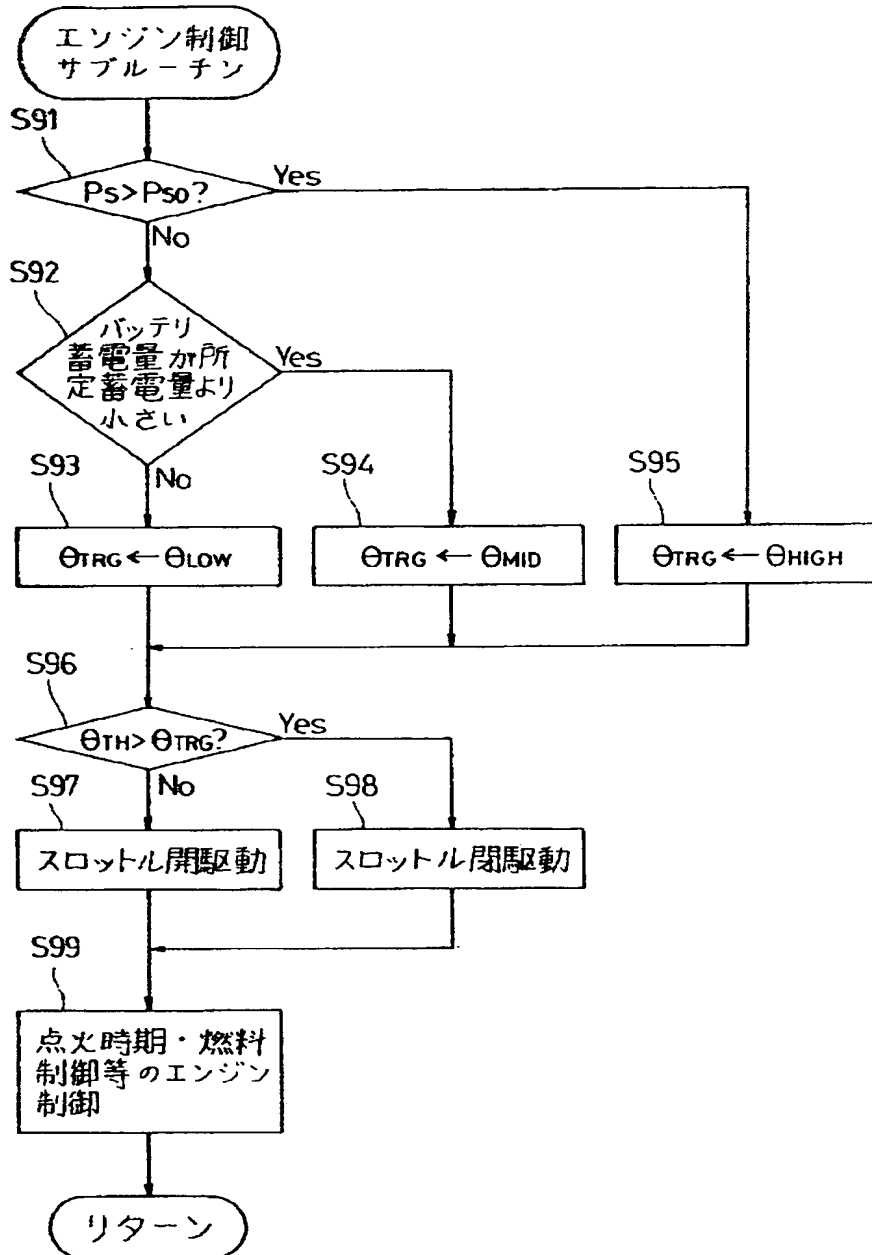 エンジン制御
サブルーチン
S91
PS>PSO?
Yes
No
S92
バッテリ
蓄電量が所
定蓄電量より
小さい
Yes
No
S93
ΘTRG←ΘLOW
S94
ΘTRG←ΘMID
S95
ΘTRG←ΘHIGH
S96
ΘTH>ΘTRG?
Yes
No
S97
スロットル開駆動
S98
スロットル閉駆動
S99
点火時期・燃料
制御等のエンジン
制御
リターン